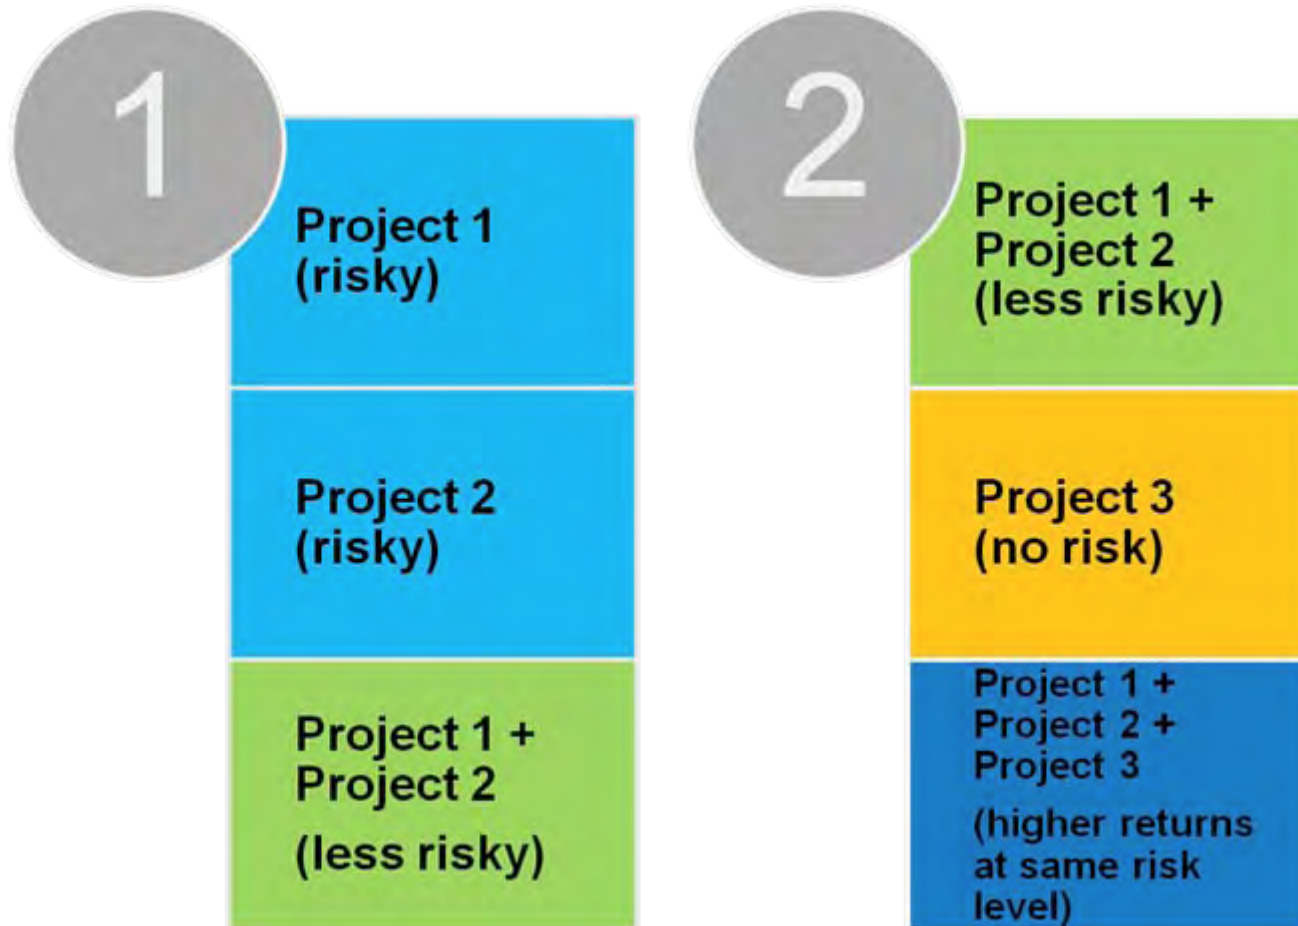 1
Project 1
(risky)
Project 2
(risky)
Project 1 +
Project 2
(less risky)
2
Project 1 +
Project 2
(less risky)
Project 3
(no risk)
Project 1 +
Project 2 +
Project 3
(higher returns
at same risk
level)